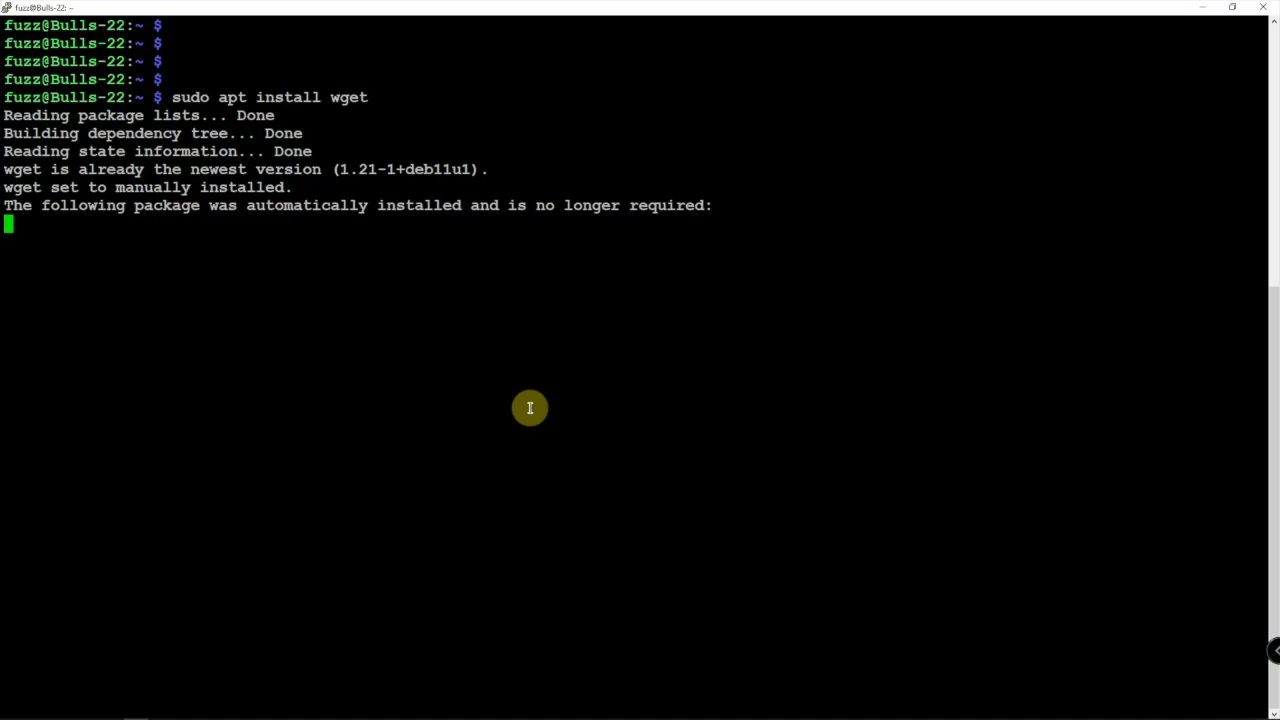 fuzz@Bulls-22: ~
fuzz@Bulls-22:~ $
fuzz@Bulls-22:~ $
fuzz@Bulls-22:~ $
fuzz@Bulls-22:~ $
fuzz@Bulls-22:~ $ sudo apt install wget
Reading package lists... Done
Building dependency tree... Done
Reading state information... Done
wget is already the newest version (1.21-1+deb11u1).
wget set to manually installed.
The following package was automatically installed and is no longer required: